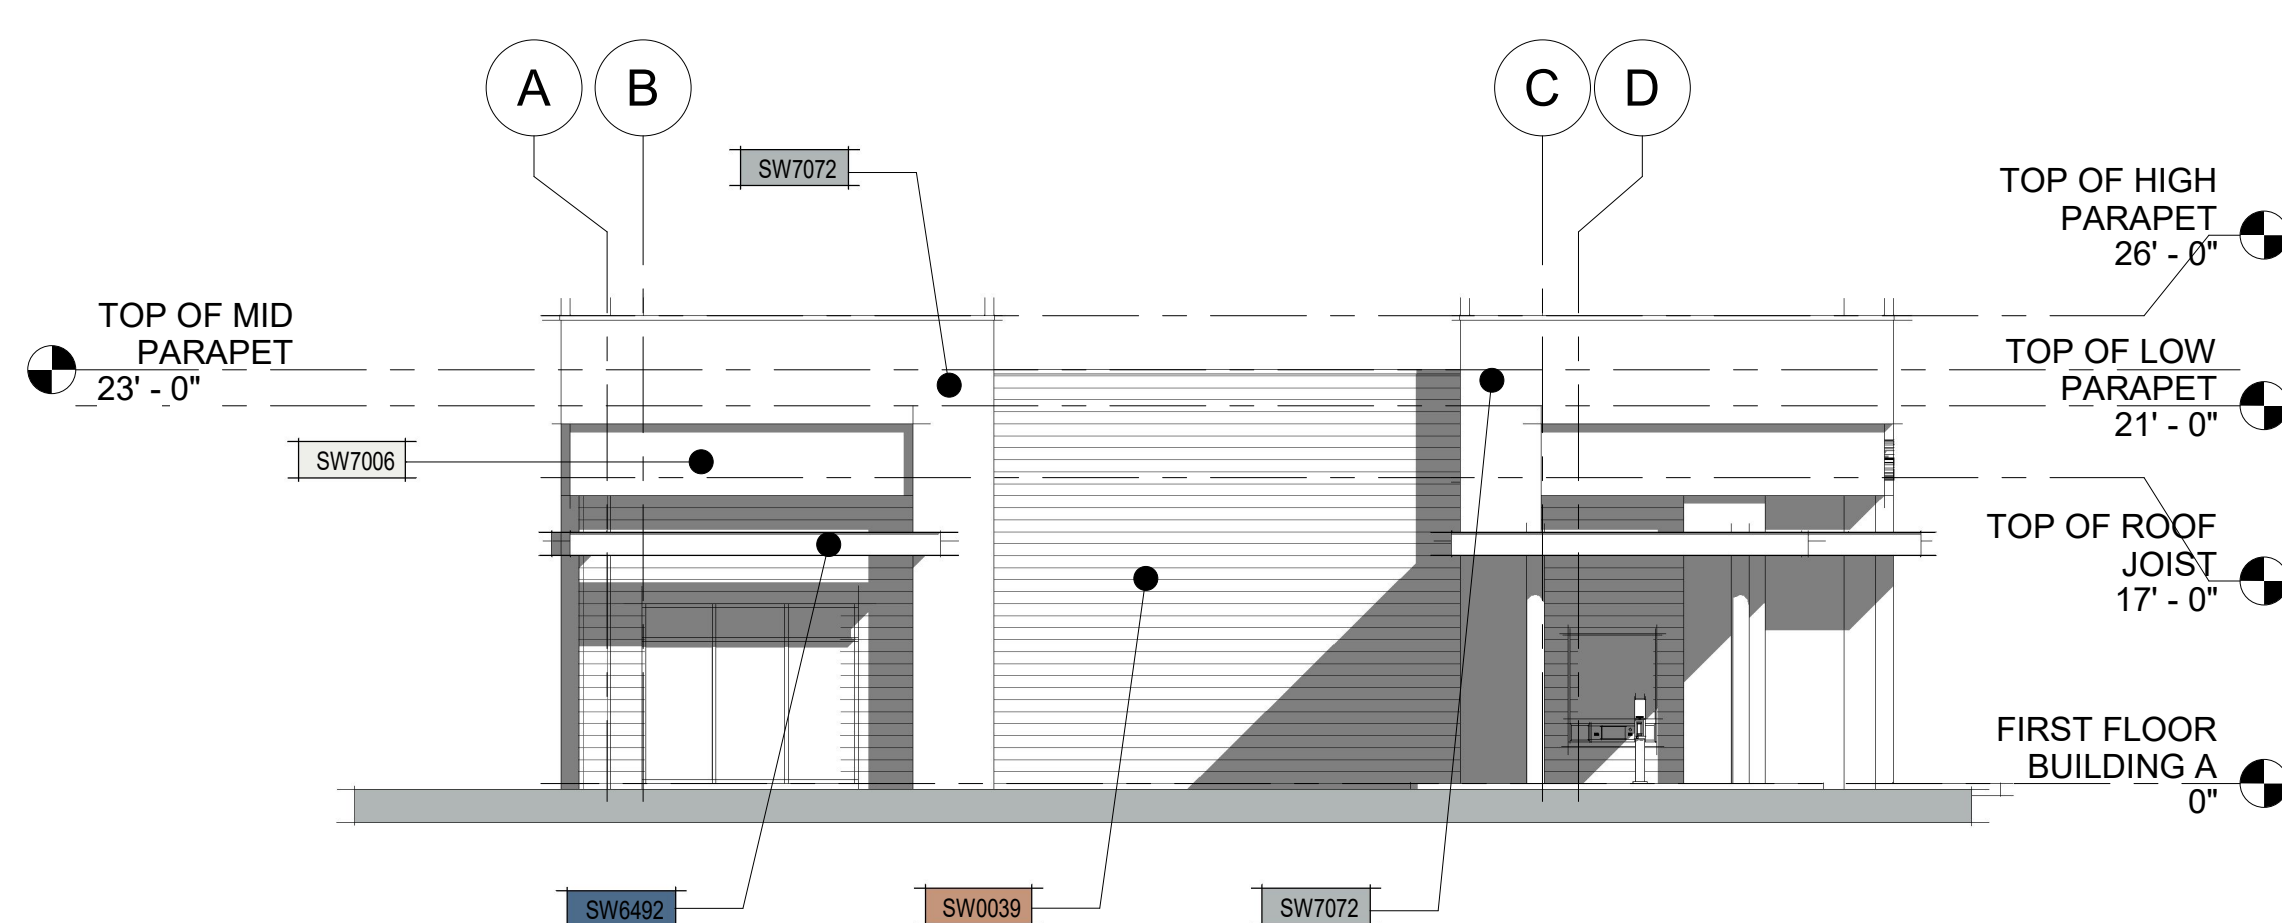 A
B
C
D
SW7072
TOP OF HIGH
PARAPET
26' - 0"
TOP OF MID
PARAPET
23' - 0"
TOP OF LOW
PARAPET
21' - 0"
SW7006
TOP OF ROOF
JOIST
17' - 0"
FIRST FLOOR
BUILDING A
0"
SW6492
SW0039
SW7072